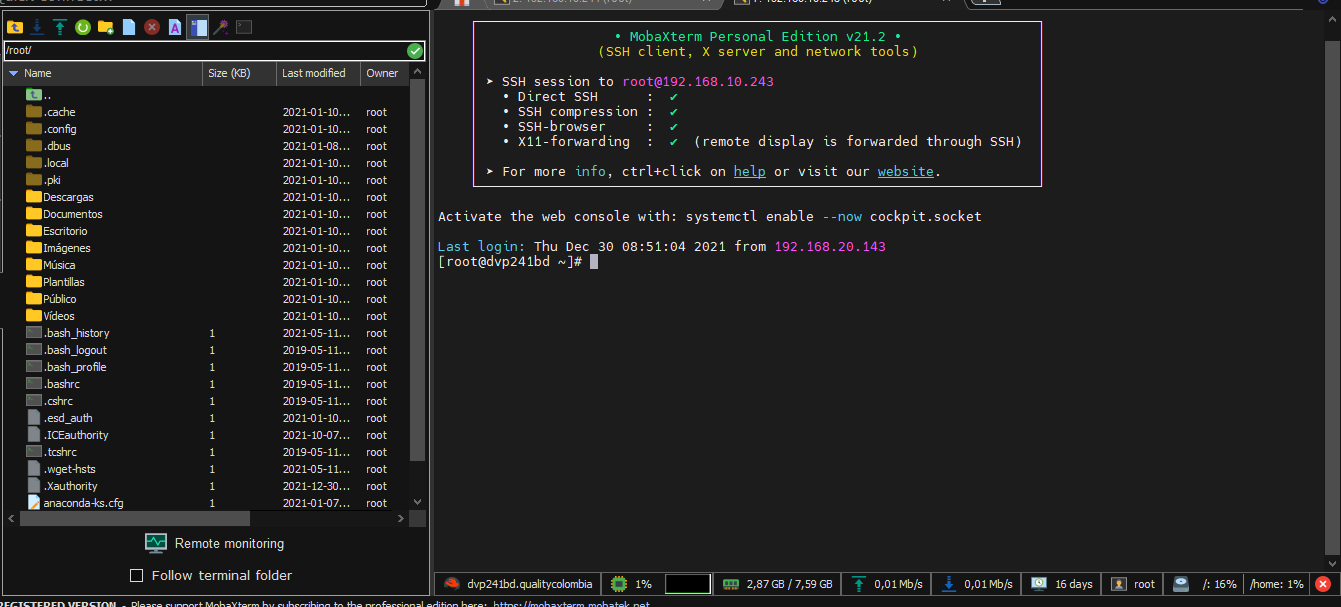 /root/
Name Size (KB) Last modified Owner
..
.cache 2021-01-10... root
.config 2021-01-10... root
.dbus 2021-01-08... root
.local 2021-01-10... root
.pki 2021-01-10... root
Descargas 2021-01-10... root
Documentos 2021-01-10... root
Escritorio 2021-01-10... root
Imágenes 2021-01-10... root
Música 2021-01-10... root
Plantillas 2021-01-10... root
Público 2021-01-10... root
Vídeos 2021-01-10... root
.bash_history 1 2021-05-11... root
.bash_logout 1 2019-05-11... root
.bash_profile 1 2019-05-11... root
.bashrc 1 2019-05-11... root
.cshrc 1 2019-05-11... root
.esd_auth 1 2021-01-10... root
.ICEauthority 1 2021-10-07... root
.tcshrc 1 2019-05-11... root
.wget-hsts 1 2021-05-11... root
.Xauthority 1 2021-12-30... root
anaconda-ks.cfg 1 2021-01-07... root
Remote monitoring
Follow terminal folder
• MobaXterm Personal Edition v21.2 •
(SSH client, X server and network tools)
➤ SSH session to root@192.168.10.243
• Direct SSH : ✔
• SSH compression : ✔
• SSH-browser : ✔
• X11-forwarding : ✔ (remote display is forwarded through SSH)
➤ For more info, ctrl+click on help or visit our website.
Activate the web console with: systemctl enable --now cockpit.socket
Last login: Thu Dec 30 08:51:04 2021 from 192.168.20.143
[root@dvp241bd ~]#
dvp241bd.qualitycolombia 1% 2,87 GB / 7,59 GB 0,01 Mb/s 0,01 Mb/s 16 days root /: 16% /home: 1%
REGISTERED VERSION - Please support MobaXterm by subscribing to the professional edition here: https://mobaxterm.mobatek.net